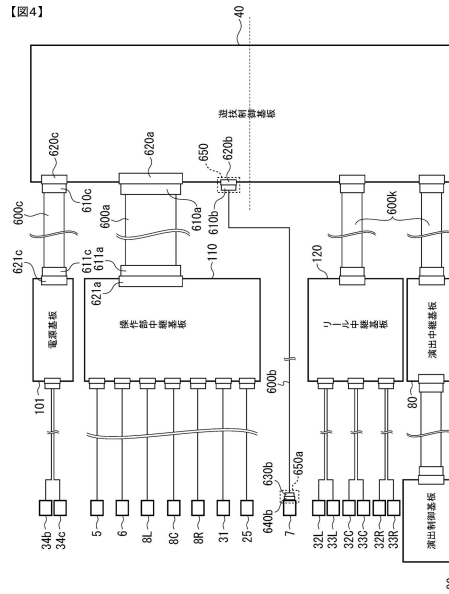 【図4】
40
遊技制御基板
620c
610c
600c
621c
611c
電源基板
101
34b
34c
620a
610a
600a
611a
621a
110
操作部中継基板
5
6
8L
8C
8R
31
25
650
620b
610b
600b
630b
640b
650a
7
600k
120
リール中継基板
32L
33L
32C
33C
32R
33R
演出中継基板
80
演出制御基板